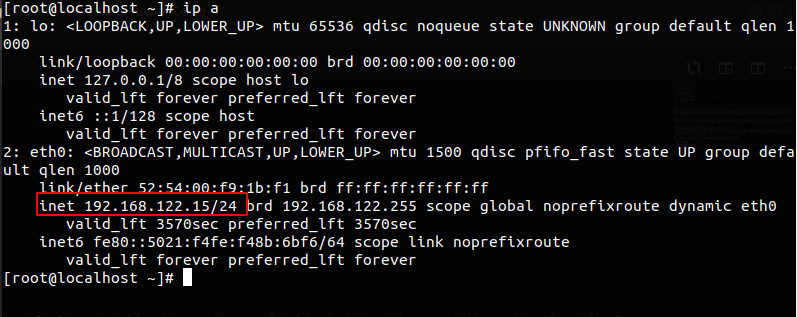 [root@localhost ~]# ip a
1: lo: <LOOPBACK,UP,LOWER_UP> mtu 65536 qdisc noqueue state UNKNOWN group default qlen 1
000
    link/loopback 00:00:00:00:00:00 brd 00:00:00:00:00:00
    inet 127.0.0.1/8 scope host lo
       valid_lft forever preferred_lft forever
    inet6 ::1/128 scope host
       valid_lft forever preferred_lft forever
2: eth0: <BROADCAST,MULTICAST,UP,LOWER_UP> mtu 1500 qdisc pfifo_fast state UP group defa
ult qlen 1000
    link/ether 52:54:00:f9:1b:f1 brd ff:ff:ff:ff:ff:ff
    inet 192.168.122.15/24 brd 192.168.122.255 scope global noprefixroute dynamic eth0
       valid_lft 3570sec preferred_lft 3570sec
    inet6 fe80::5021:f4fe:f48b:6bf6/64 scope link noprefixroute
       valid_lft forever preferred_lft forever
[root@localhost ~]#